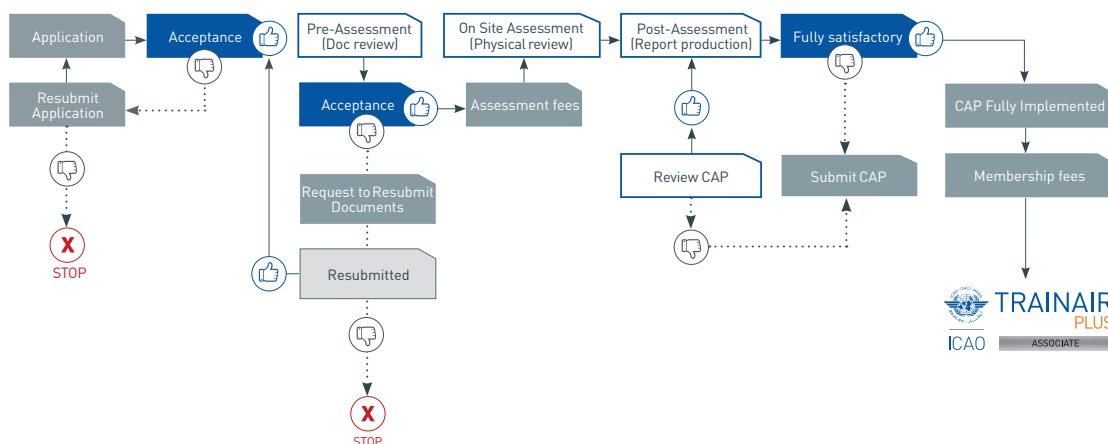 Application
Acceptance
Pre-Assessment
(Doc review)
On Site Assessment
(Physical review)
Post-Assessment
(Report production)
Fully satisfactory
Resubmit
Application
Acceptance
Assessment fees
CAP Fully Implemented
Review CAP
Submit CAP
Membership fees
Request to Resubmit
Documents
X
STOP
Resubmitted
TRAINAIR
PLUS
ICAO
ASSOCIATE
X
STOP